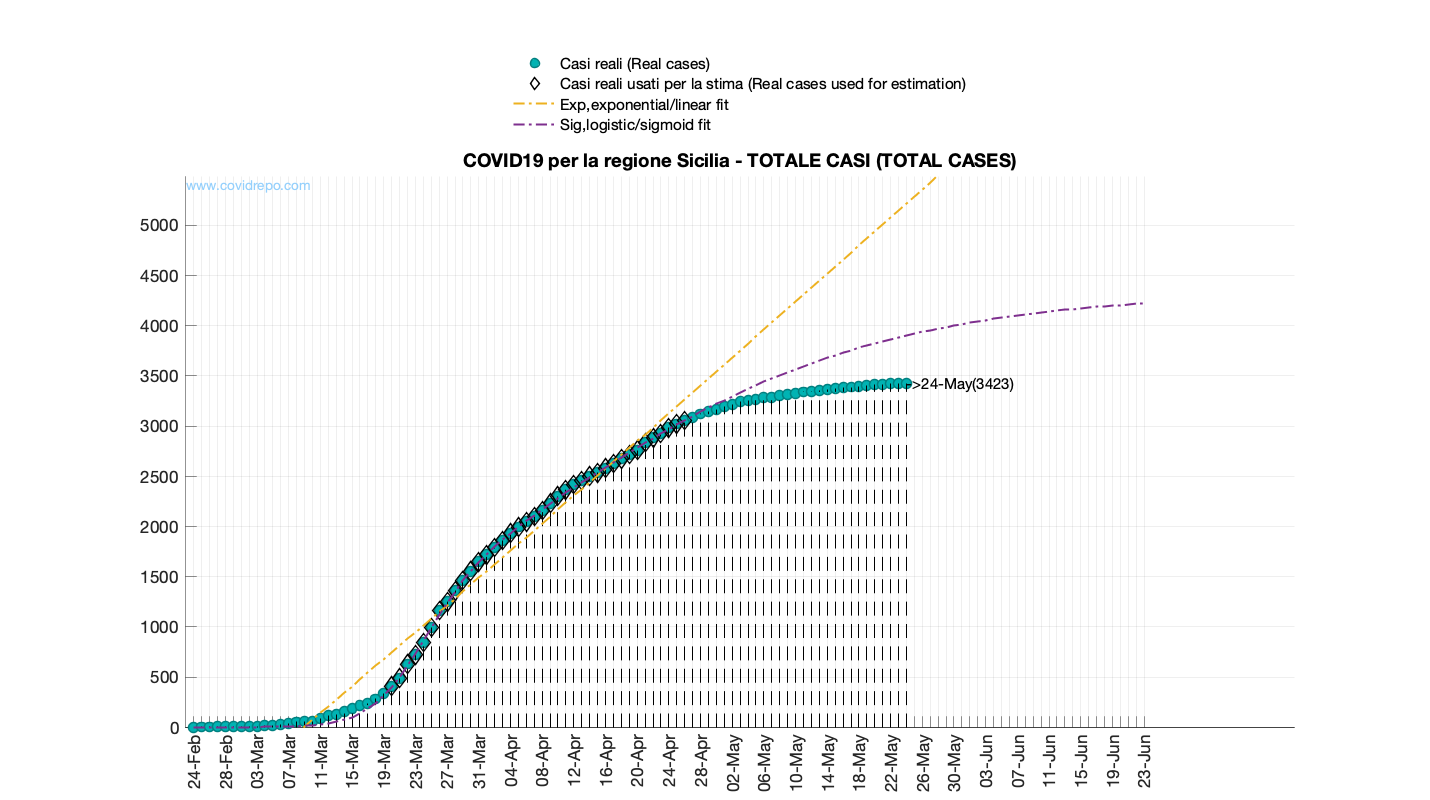 Casi reali (Real cases)
Casi reali usati per la stima (Real cases used for estimation)
Exp,exponential/linear fit
Sig,logistic/sigmoid fit
COVID19 per la regione Sicilia - TOTALE CASI (TOTAL CASES)
www.covidrepo.com
5000
4500
4000
3500
3000
2500
2000
1500
1000
500
0
>24-May(3423)
24-Feb
28-Feb
03-Mar
07-Mar
11-Mar
15-Mar
19-Mar
23-Mar
27-Mar
31-Mar
04-Apr
08-Apr
12-Apr
16-Apr
20-Apr
24-Apr
28-Apr
02-May
06-May
10-May
14-May
18-May
22-May
26-May
30-May
03-Jun
07-Jun
11-Jun
15-Jun
19-Jun
23-Jun